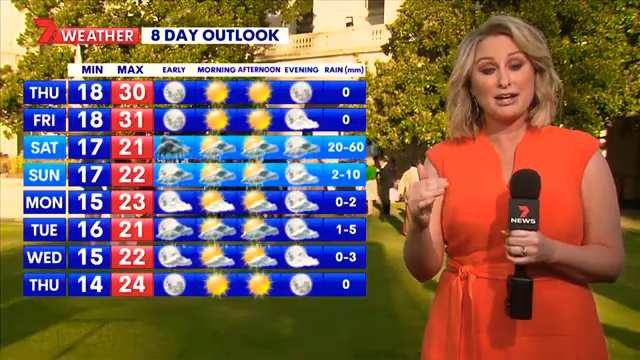 7 WEATHER 8 DAY OUTLOOK
MIN MAX EARLY MORNING AFTERNOON EVENING RAIN (mm)
THU 18 30 0
FRI 18 31 0
SAT 17 21 20-60
SUN 17 22 2-10
MON 15 23 0-2
TUE 16 21 1-5
WED 15 22 0-3
THU 14 24 0
7
NEWS